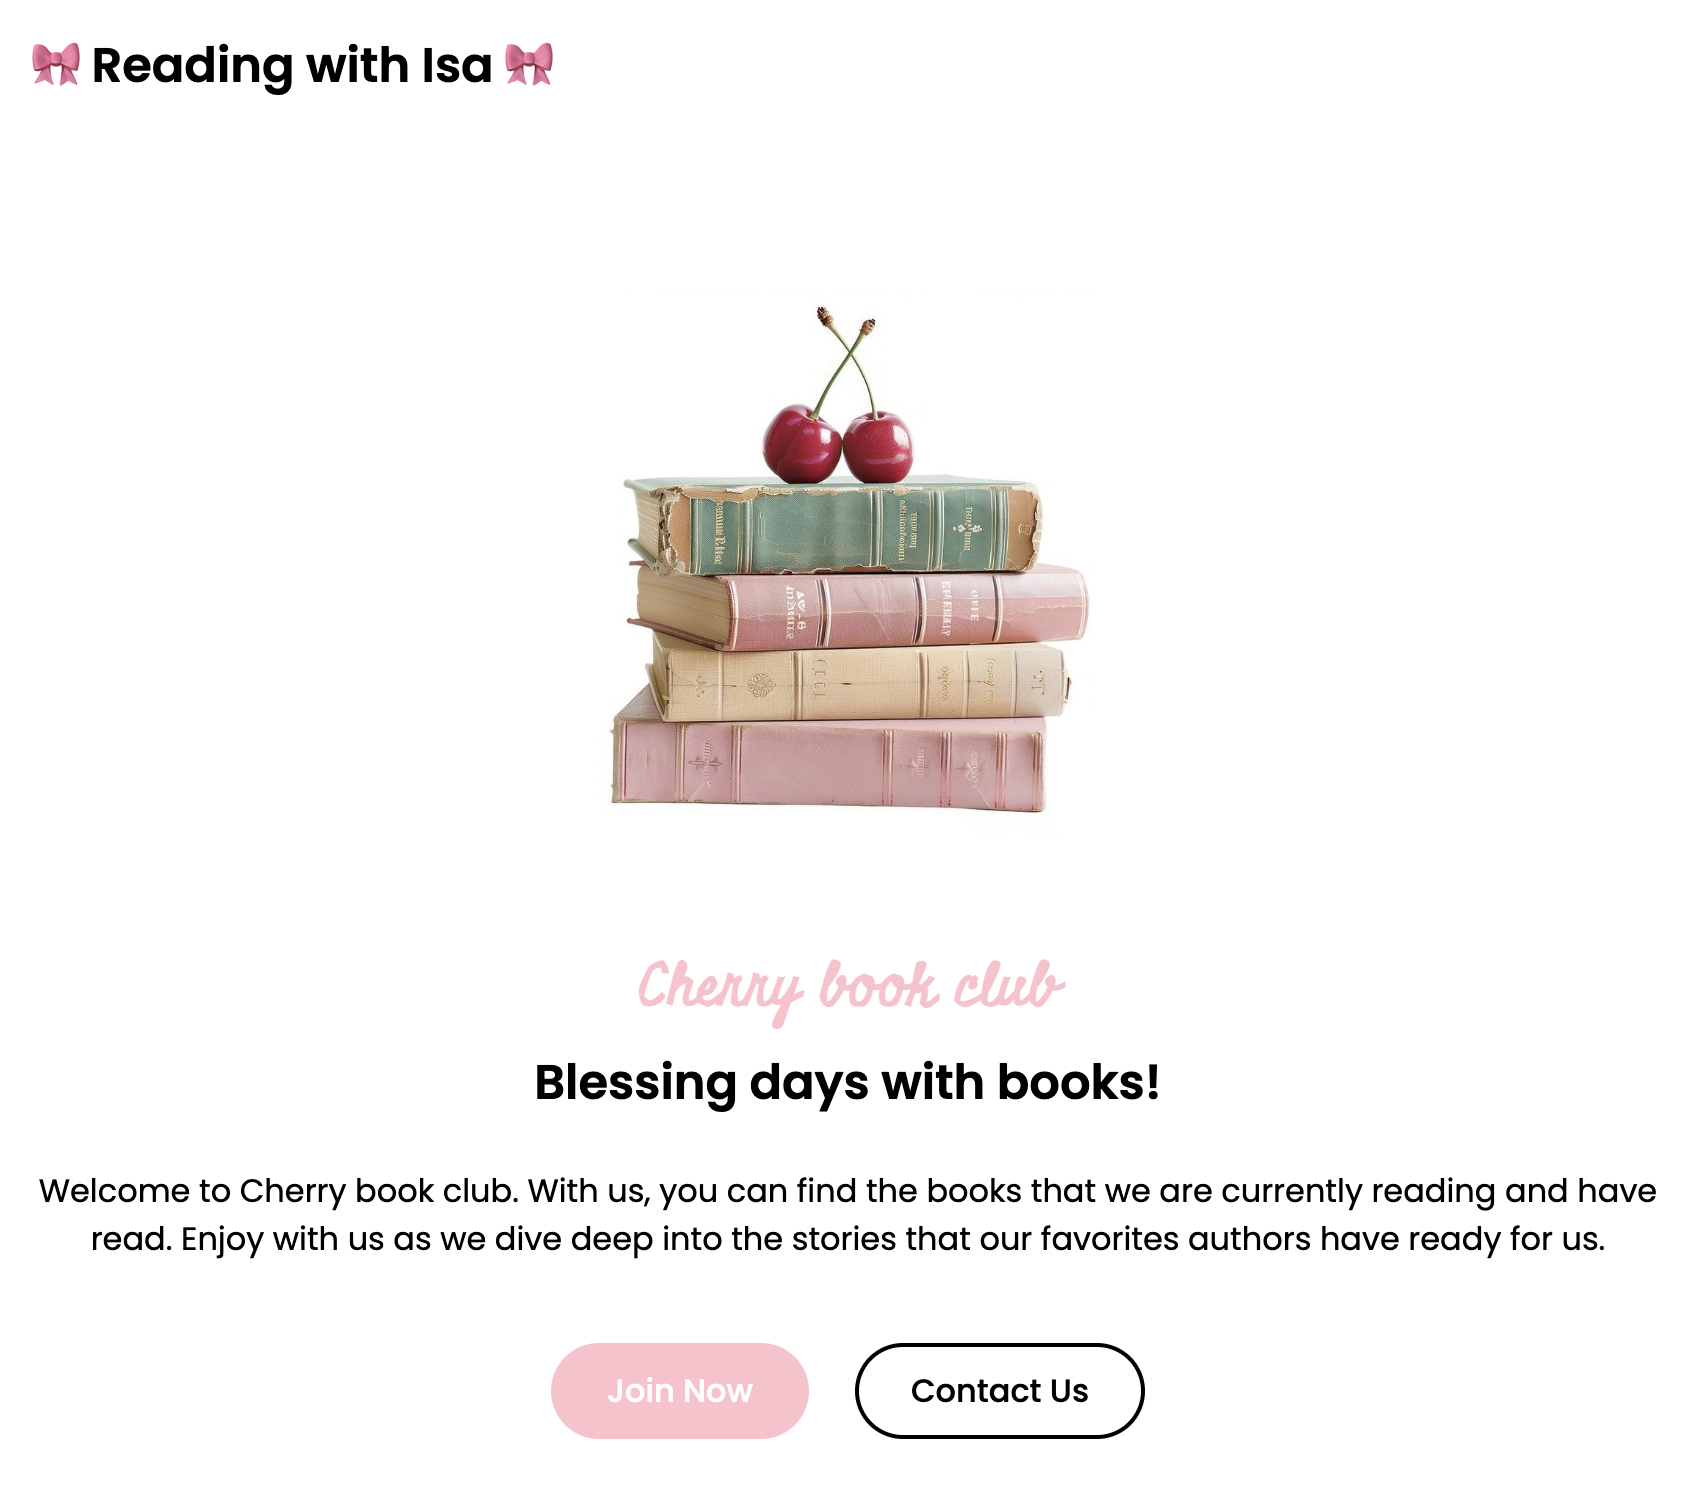 🎀 Reading with Isa 🎀
Cherry book club
Blessing days with books!
Welcome to Cherry book club. With us, you can find the books that we are currently reading and have
read. Enjoy with us as we dive deep into the stories that our favorites authors have ready for us.
Join Now
Contact Us